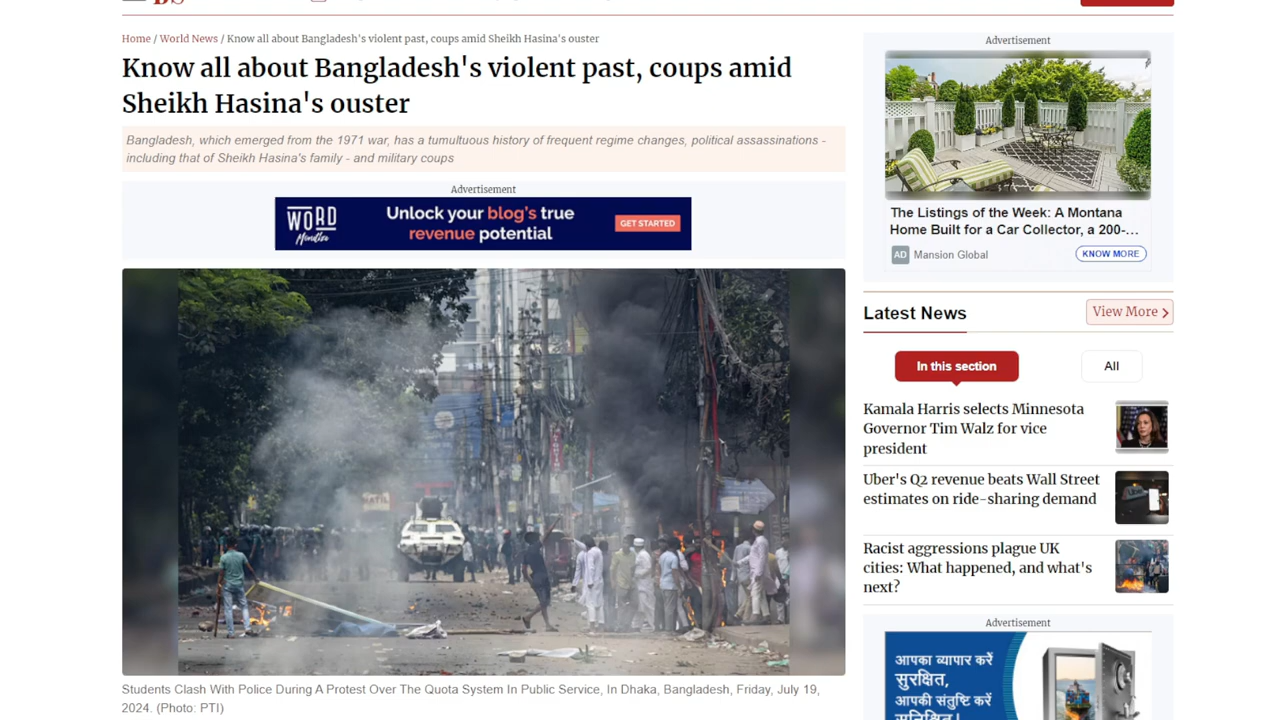 Home / World News / Know all about Bangladesh's violent past, coups amid Sheikh Hasina's ouster
Know all about Bangladesh's violent past, coups amid
Sheikh Hasina's ouster
Bangladesh, which emerged from the 1971 war, has a tumultuous history of frequent regime changes, political assassinations -
including that of Sheikh Hasina's family - and military coups
Advertisement
WORD
Mindtra
Unlock your blog's true
revenue potential
GET STARTED
Students Clash With Police During A Protest Over The Quota System In Public Service, In Dhaka, Bangladesh, Friday, July 19,
2024. (Photo: PTI)
Advertisement
The Listings of the Week: A Montana
Home Built for a Car Collector, a 200-...
AD Mansion Global
KNOW MORE
Latest News
View More
In this section
All
Kamala Harris selects Minnesota
Governor Tim Walz for vice
president
Uber's Q2 revenue beats Wall Street
estimates on ride-sharing demand
Racist aggressions plague UK
cities: What happened, and what's
next?
Advertisement
आपका व्यापार करें
सुरक्षित,
आपकी संतुष्टि करें
सुनिश्चित!